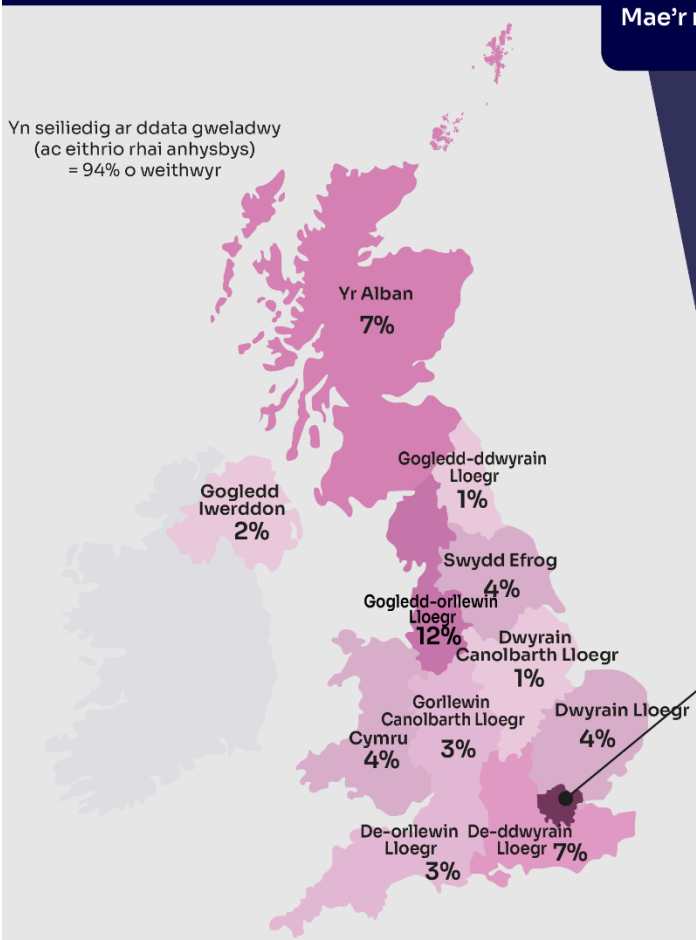 Mae'r
Yn seiliedig ar ddata gweladwy
(ac eithrio rhai anhysbys)
= 94% o weithwyr
Yr Alban
7%
Gogledd-ddwyrain
Lloegr
1%
Gogledd
Iwerddon
2%
Swydd Efrog
4%
Gogledd-orllewin
Lloegr
12%
Dwyrain
Canolbarth Lloegr
1%
Gorllewin
Canolbarth Lloegr
3%
Dwyrain Lloegr
4%
Cymru
4%
De-orllewin
Lloegr
3%
De-ddwyrain
Lloegr 7%